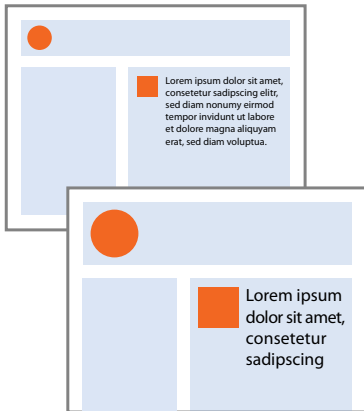 Lorem ipsum dolor sit amet,
consetetur sadipscing elitr,
sed diam nonumy eirmod
tempor invidunt ut labore
et dolore magna aliquyam
erat, sed diam voluptua.
Lorem ipsum
dolor sit amet,
consetetur
sadipscing